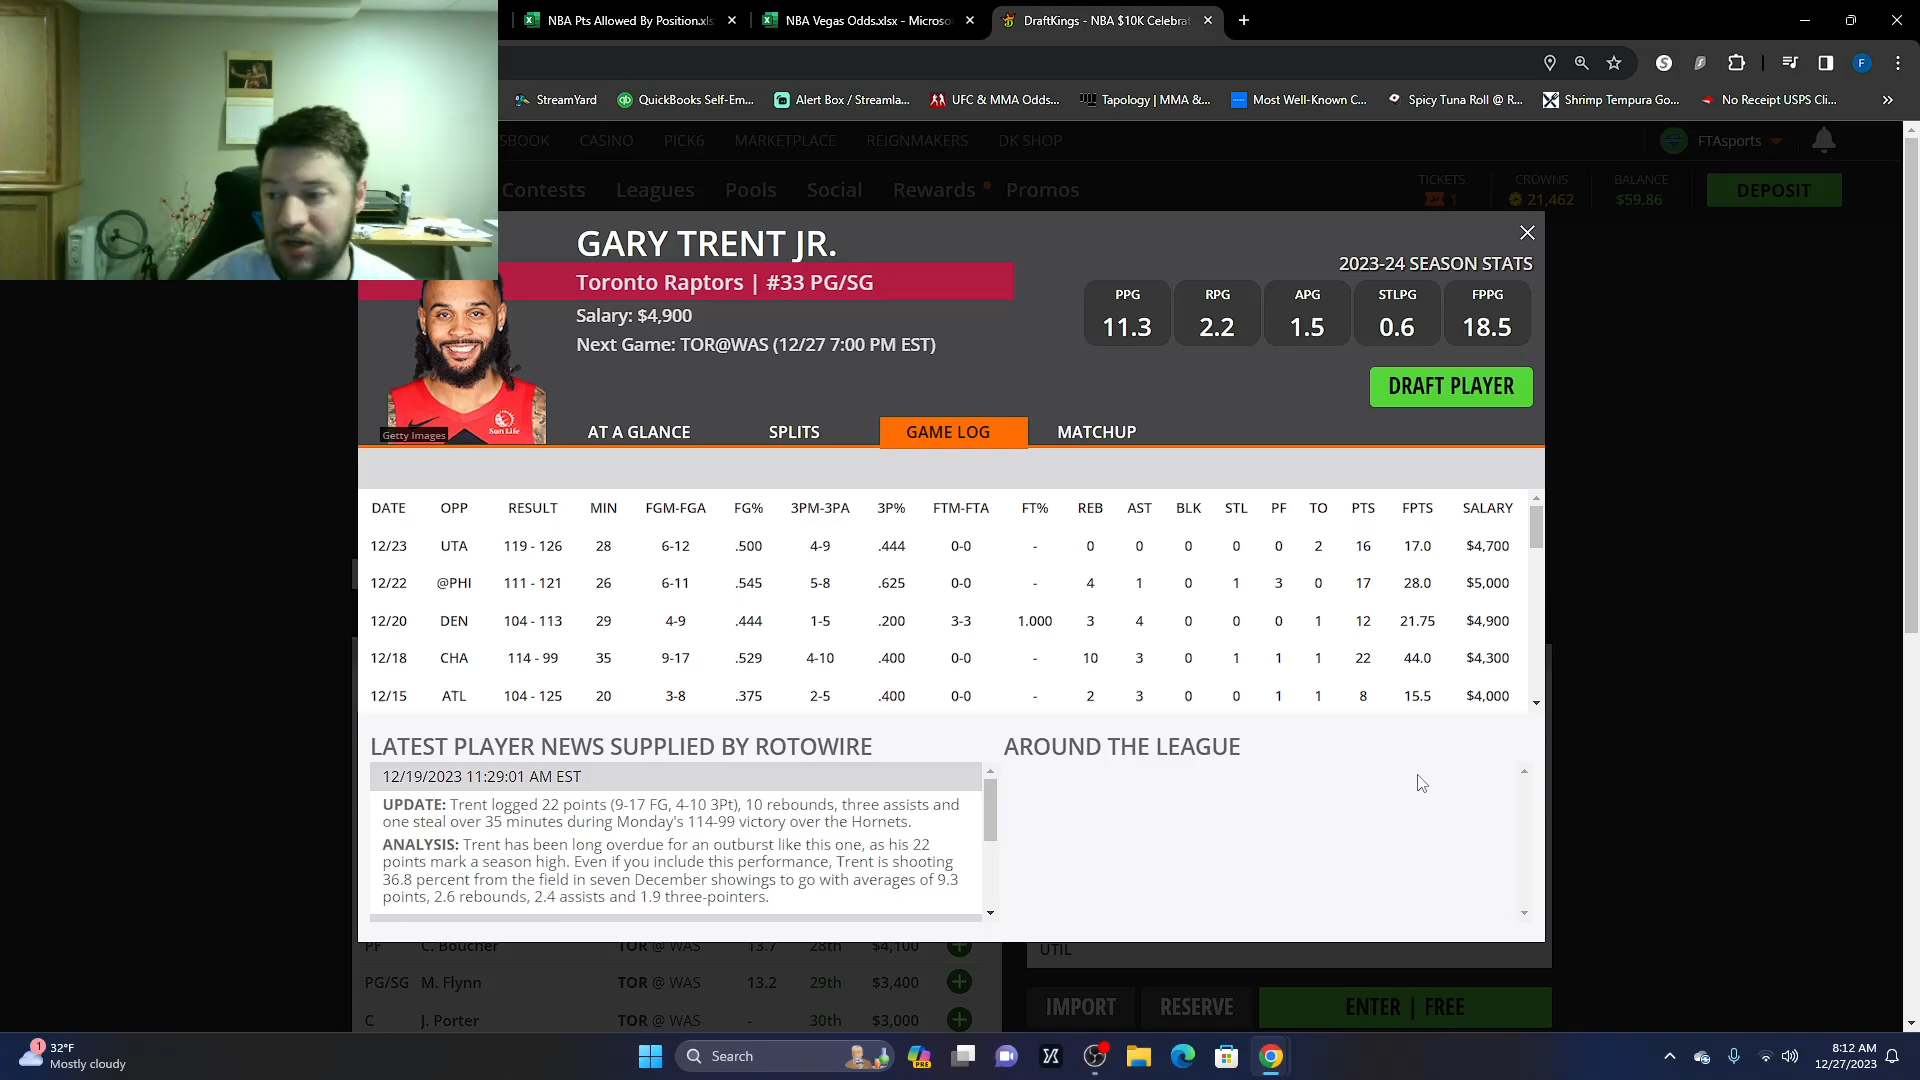 NBA Pts Allowed By Position.xls
NBA Vegas Odds.xlsx - Microso
DraftKings - NBA $10K Celebrat
F
StreamYard
QuickBooks Self-Em...
Alert Box / Streamla...
UFC & MMA Odds...
Tapology | MMA &...
Most Well-Known C...
Spicy Tuna Roll @ R...
Shrimp Tempura Go...
No Receipt USPS Cli...
SBOOK CASINO PICK6 MARKETPLACE REIGNMAKERS DK SHOP
FTAsports
Contests Leagues Pools Social Rewards Promos
TICKETS 1
CROWNS 21,462
BALANCE $59.86
DEPOSIT
GARY TRENT JR.
Toronto Raptors | #33 PG/SG
Salary: $4,900
Next Game: TOR@WAS (12/27 7:00 PM EST)
2023-24 SEASON STATS
PPG RPG APG STLPG FPPG
11.3 2.2 1.5 0.6 18.5
DRAFT PLAYER
Getty Images
Sun Life
AT A GLANCE SPLITS GAME LOG MATCHUP
DATE OPP RESULT MIN FGM-FGA FG% 3PM-3PA 3P% FTM-FTA FT% REB AST BLK STL PF TO PTS FPTS SALARY
12/23 UTA 119 - 126 28 6-12 .500 4-9 .444 0-0 - 0 0 0 0 0 2 16 17.0 $4,700
12/22 @PHI 111 - 121 26 6-11 .545 5-8 .625 0-0 - 4 1 0 1 3 0 17 28.0 $5,000
12/20 DEN 104 - 113 29 4-9 .444 1-5 .200 3-3 1.000 3 4 0 0 0 1 12 21.75 $4,900
12/18 CHA 114 - 99 35 9-17 .529 4-10 .400 0-0 - 10 3 0 1 1 1 22 44.0 $4,300
12/15 ATL 104 - 125 20 3-8 .375 2-5 .400 0-0 - 2 3 0 0 1 1 8 15.5 $4,000
LATEST PLAYER NEWS SUPPLIED BY ROTOWIRE
AROUND THE LEAGUE
12/19/2023 11:29:01 AM EST
UPDATE: Trent logged 22 points (9-17 FG, 4-10 3Pt), 10 rebounds, three assists and
one steal over 35 minutes during Monday's 114-99 victory over the Hornets.
ANALYSIS: Trent has been long overdue for an outburst like this one, as his 22
points mark a season high. Even if you include this performance, Trent is shooting
36.8 percent from the field in seven December showings to go with averages of 9.3
points, 2.6 rebounds, 2.4 assists and 1.9 three-pointers.
PF C. Boucher TOR @ WAS 13.7 28th $4,100
UTIL
PG/SG M. Flynn TOR @ WAS 13.2 29th $3,400
C J. Porter TOR @ WAS - 30th $3,000
IMPORT RESERVE ENTER | FREE
1
32°F
Mostly cloudy
Search
PRE
8:12 AM
12/27/2023